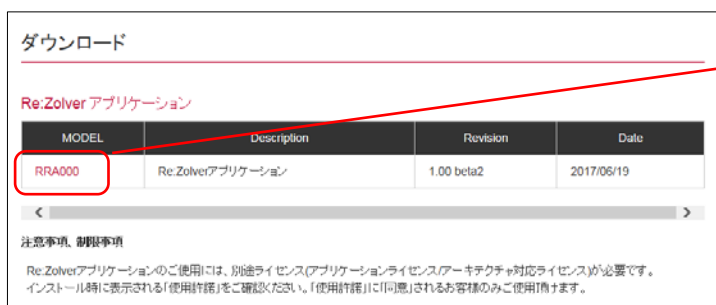 ダウンロード
Re:Zolver アプリケーション
MODEL Description Revision Date
RRA000 Re:Zolverアプリケーション 1.00 beta2 2017/06/19
注意事項、制限事項
Re:Zolverアプリケーションのご使用には、別途ライセンス(アプリケーションライセンス/アーキテクチャ対応ライセンス)が必要です。
インストール時に表示される「使用許諾」をご確認ください。「使用許諾」に「同意」されるお客様のみご使用頂けます。